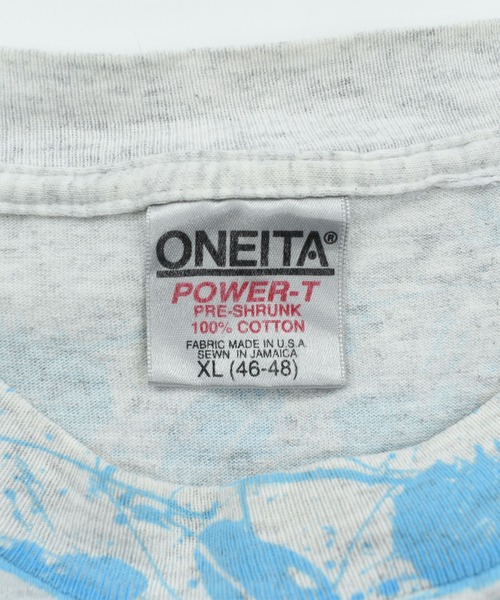 ONEITA®
POWER-T
PRE-SHRUNK
100% COTTON
FABRIC MADE IN U.S.A.
SEWN IN JAMAICA
XL (46-48)